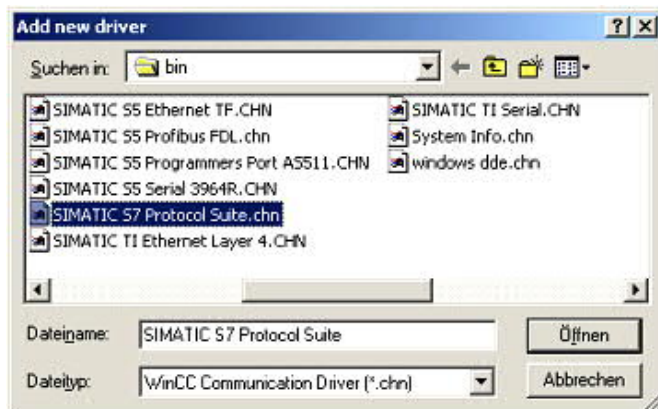 Add new driver
Suchen in: bin
SIMATIC S5 Ethernet TF.CHN
SIMATIC S5 Profibus FDL.chn
SIMATIC S5 Programmers Port AS511.CHN
SIMATIC S5 Serial 3964R.CHN
SIMATIC S7 Protocol Suite.chn
SIMATIC TI Ethernet Layer 4.CHN
SIMATIC TI Serial.CHN
System Info.chn
windows dde.chn
Dateiname: SIMATIC S7 Protocol Suite Öffnen
Dateityp: WinCC Communication Driver (*.chn) Abbrechen